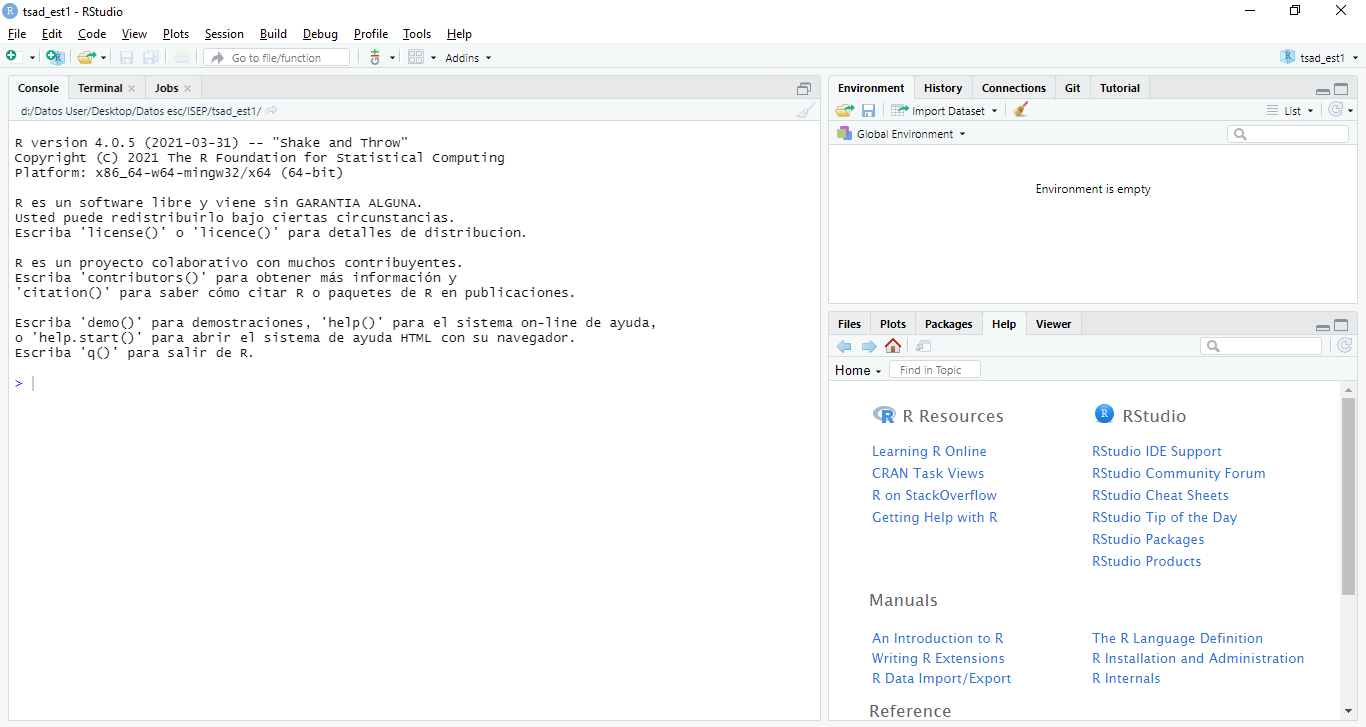 tsad_est1 - RStudio
File Edit Code View Plots Session Build Debug Profile Tools Help
Go to file/function Addins tsad_est1
Console Terminal Jobs
d:/Datos User/Desktop/Datos esc/ISEP/tsad_est1/
R version 4.0.5 (2021-03-31) -- "Shake and Throw"
Copyright (C) 2021 The R Foundation for Statistical Computing
Platform: x86_64-w64-mingw32/x64 (64-bit)
R es un software libre y viene sin GARANTIA ALGUNA.
Usted puede redistribuirlo bajo ciertas circunstancias.
Escriba 'license()' o 'licence()' para detalles de distribucion.
R es un proyecto colaborativo con muchos contribuyentes.
Escriba 'contributors()' para obtener más información y
'citation()' para saber cómo citar R o paquetes de R en publicaciones.
Escriba 'demo()' para demostraciones, 'help()' para el sistema on-line de ayuda,
o 'help.start()' para abrir el sistema de ayuda HTML con su navegador.
Escriba 'q()' para salir de R.
>
Environment History Connections Git Tutorial
Import Dataset List
Global Environment
Environment is empty
Files Plots Packages Help Viewer
Home Find in Topic
R Resources
Learning R Online
CRAN Task Views
R on StackOverflow
Getting Help with R
R RStudio
RStudio IDE Support
RStudio Community Forum
RStudio Cheat Sheets
RStudio Tip of the Day
RStudio Packages
RStudio Products
Manuals
An Introduction to R
Writing R Extensions
R Data Import/Export
The R Language Definition
R Installation and Administration
R Internals
Reference